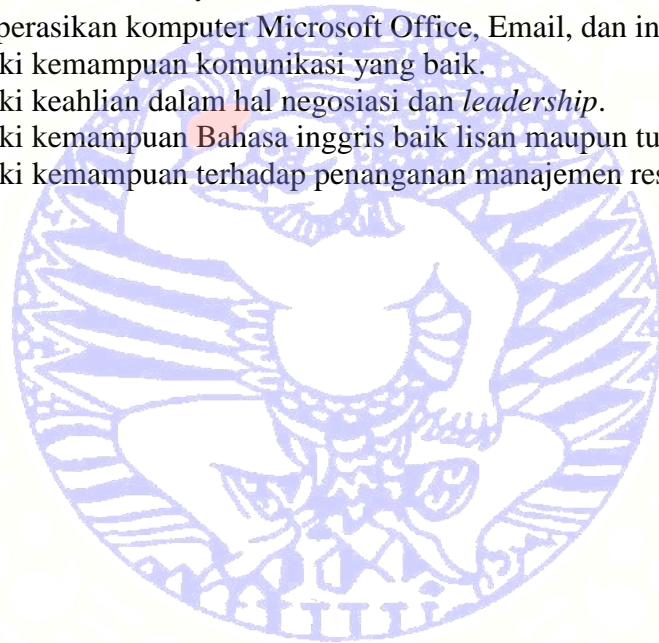 perasikan komputer Microsoft Office, Email, dan in
ki kemampuan komunikasi yang baik.
ki keahlian dalam hal negosiasi dan leadership.
ki kemampuan Bahasa inggris baik lisan maupun tu
ki kemampuan terhadap penanganan manajemen res